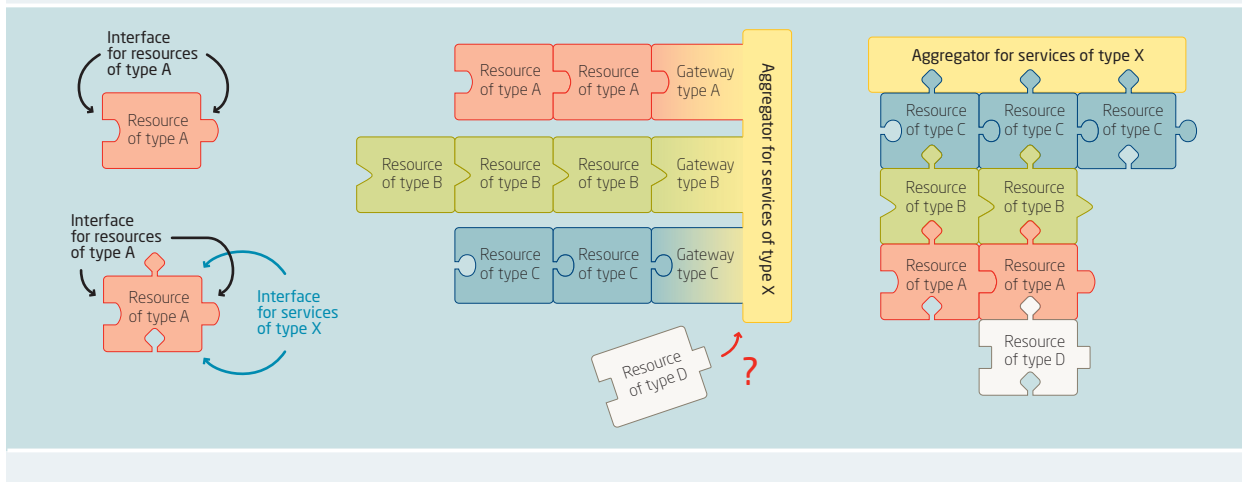 Interface
for resources
of type A
Resource
of type A
Interface
for resources
of type A
Resource
of type A
Interface
for services
of type X
Resource
of type A
Resource
of type A
Gateway
type A
Resource
of type B
Resource
of type B
Resource
of type B
Gateway
type B
Resource
of type C
Resource
of type C
Gateway
type C
Aggregator for services of type X
Resource
of type D
?
Aggregator for services of type X
Resource
of type C
Resource
of type C
Resource
of type C
Resource
of type B
Resource
of type B
Resource
of type A
Resource
of type A
Resource
of type D